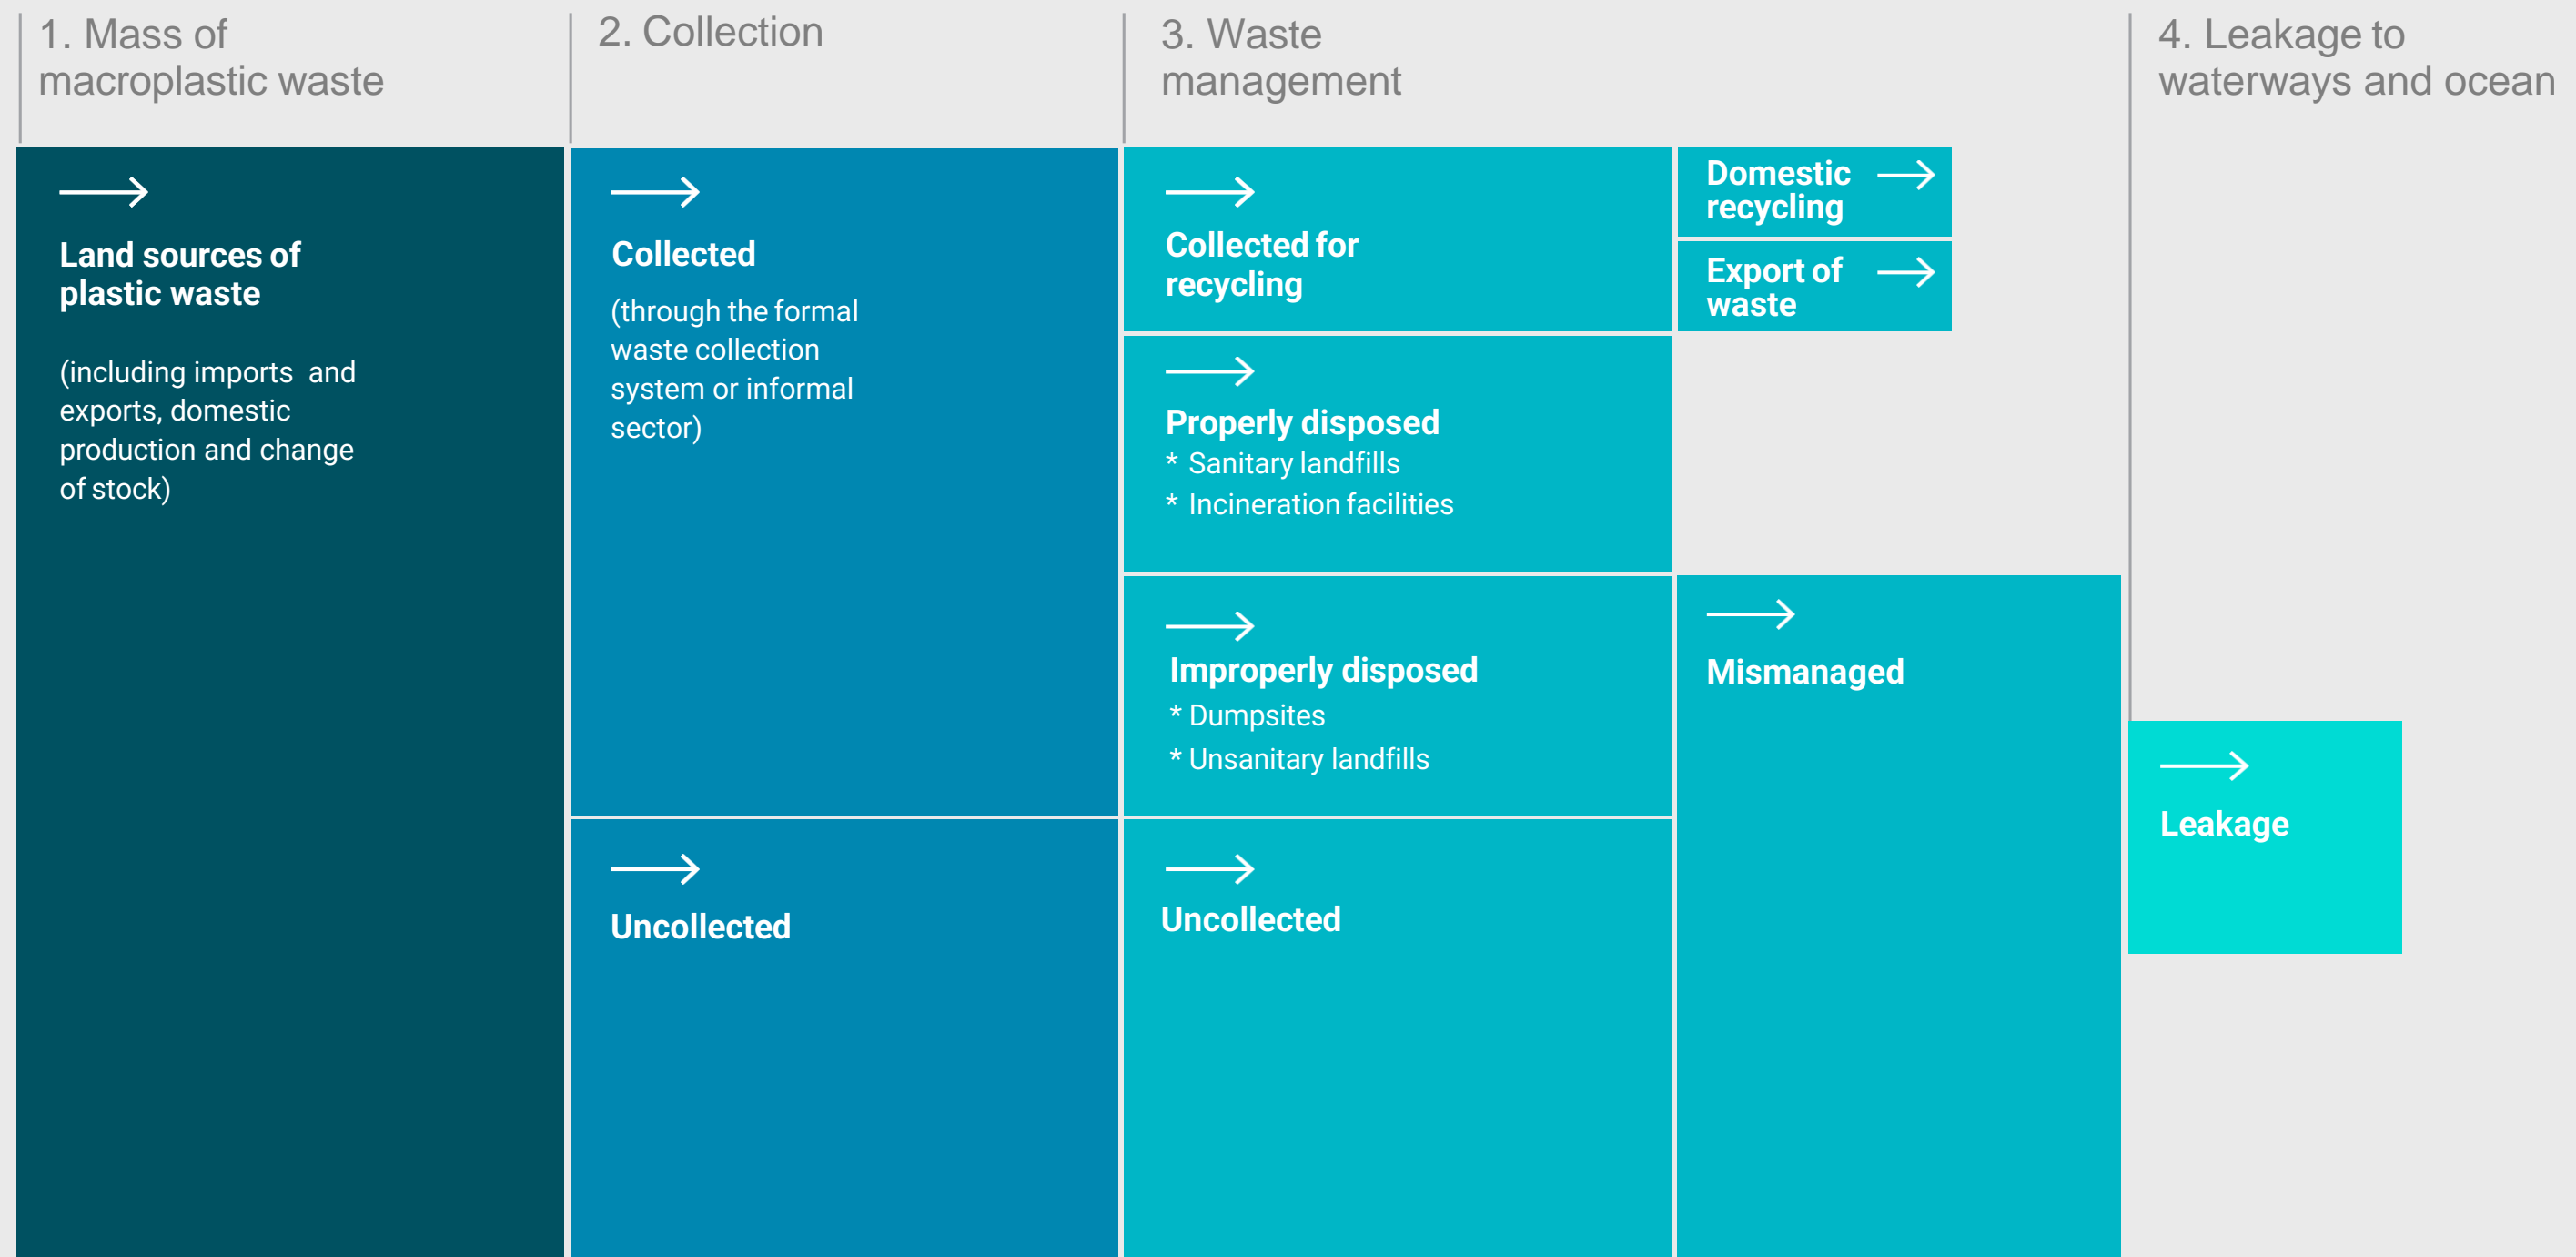 1. Mass of
macroplastic waste
2. Collection
3. Waste
management
4. Leakage to
waterways and ocean
Land sources of
plastic waste
(including imports and
exports, domestic
production and change
of stock)
Collected
(through the formal
waste collection
system or informal
sector)
Uncollected
Collected for
recycling
Domestic
recycling
Export of
waste
Properly disposed
* Sanitary landfills
* Incineration facilities
Improperly disposed
* Dumpsites
* Unsanitary landfills
Uncollected
Mismanaged
Leakage